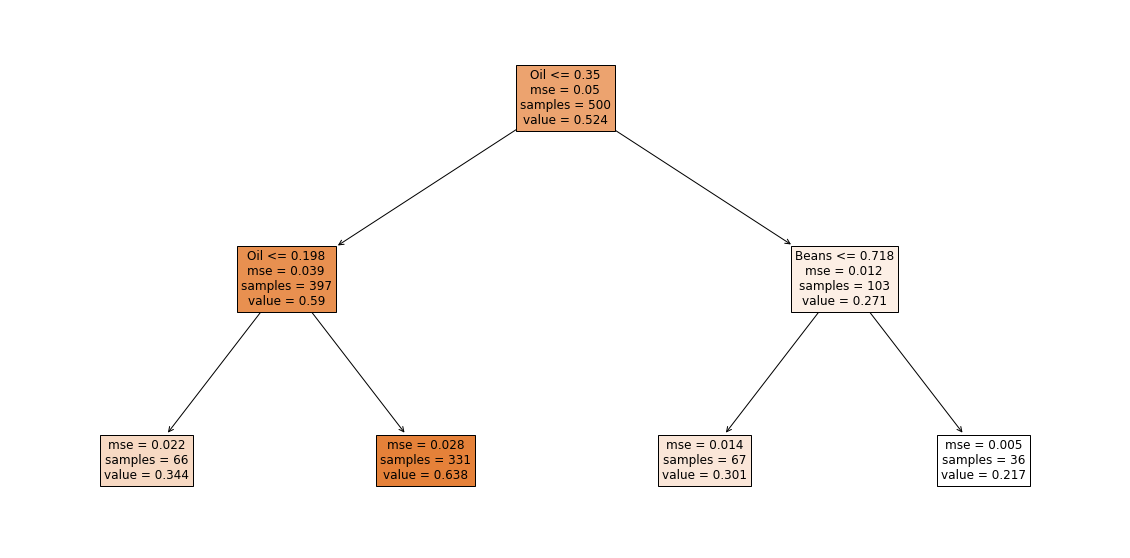 Oil <= 0.35
mse = 0.05
samples = 500
value = 0.524
Oil <= 0.198
mse = 0.039
samples = 397
value = 0.59
Beans <= 0.718
mse = 0.012
samples = 103
value = 0.271
mse = 0.022
samples = 66
value = 0.344
mse = 0.028
samples = 331
value = 0.638
mse = 0.014
samples = 67
value = 0.301
mse = 0.005
samples = 36
value = 0.217